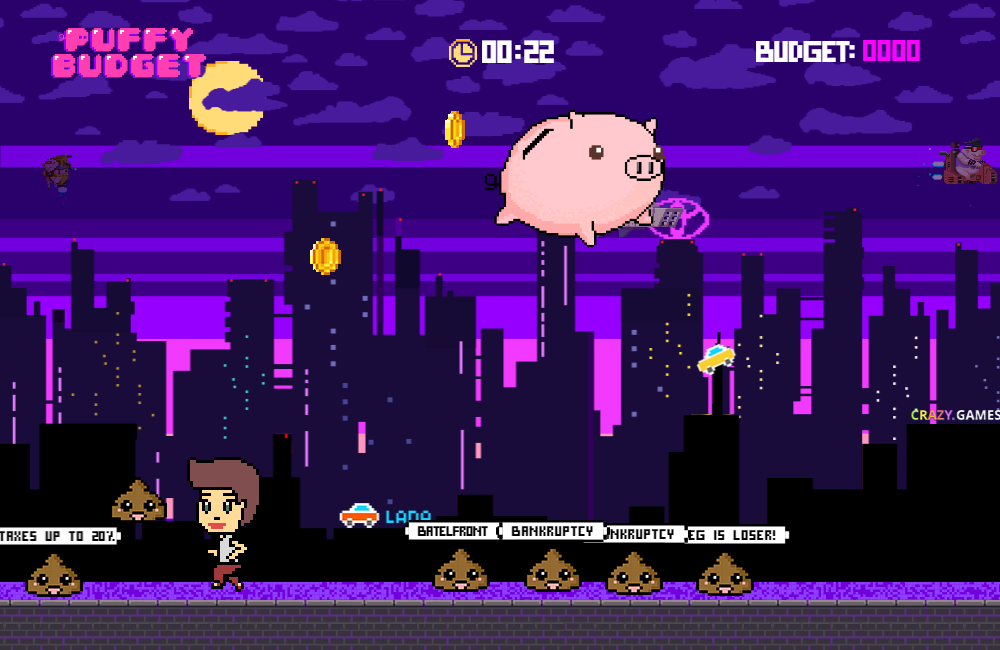 PUFFY
BUDGET
00:22
BUDGET: 0000
9
CRAZY.GAMES
LADA
TAXES UP TO 20%
BATELFRONT
BANKRUPTCY
NKRUPTCY
EG IS LOSER!